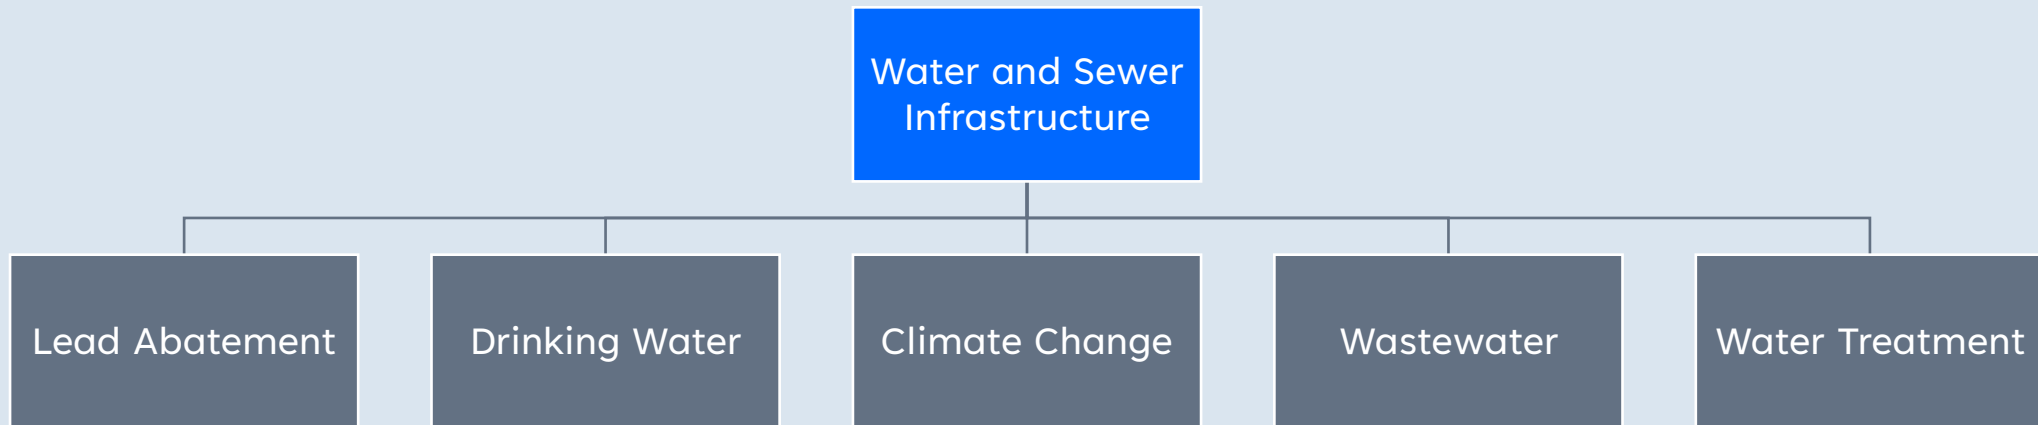 Water and Sewer
Infrastructure
Lead Abatement
Drinking Water
Climate Change
Wastewater
Water Treatment